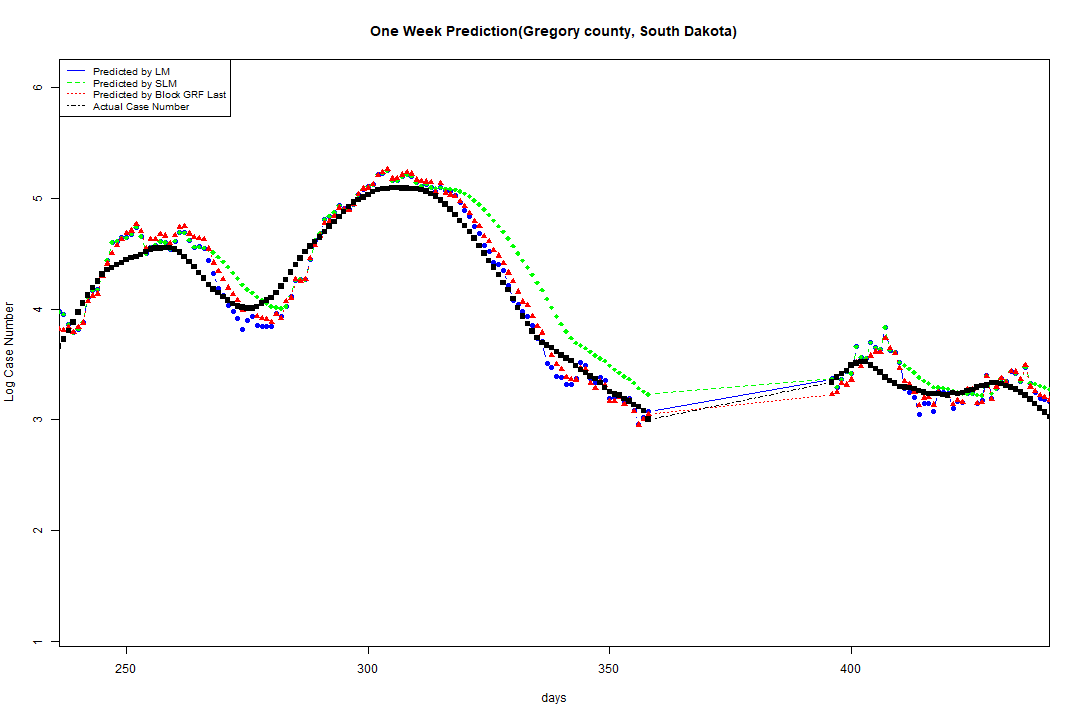 One Week Prediction(Gregory county, South Dakota)
Predicted by LM
Predicted by SLM
Predicted by Block GRF Last
Actual Case Number
6
5
4
3
2
1
Log Case Number
250 300 350 400
days